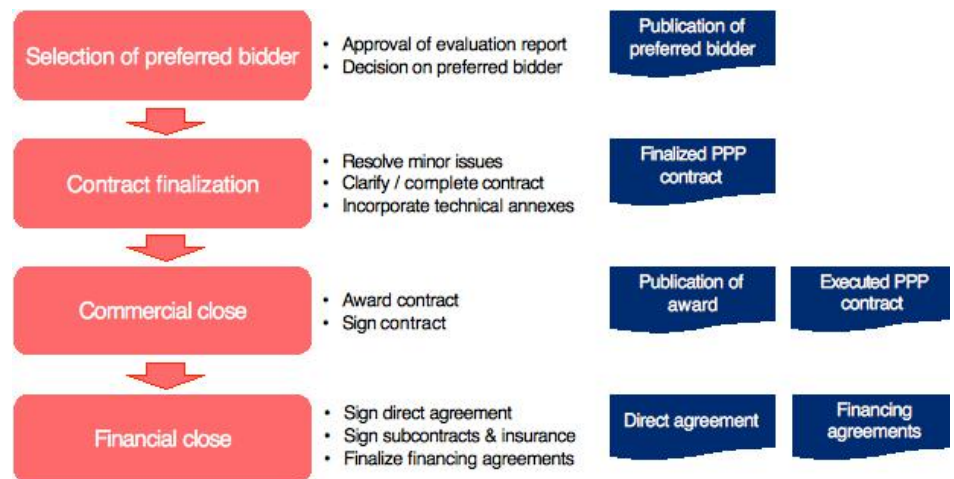 Selection of preferred bidder
• Approval of evaluation report
• Decision on preferred bidder
Publication of
preferred bidder
Contract finalization
• Resolve minor issues
• Clarify / complete contract
• Incorporate technical annexes
Finalized PPP
contract
Commercial close
• Award contract
• Sign contract
Publication of
award
Executed PPP
contract
Financial close
• Sign direct agreement
• Sign subcontracts & insurance
• Finalize financing agreements
Direct agreement
Financing
agreements